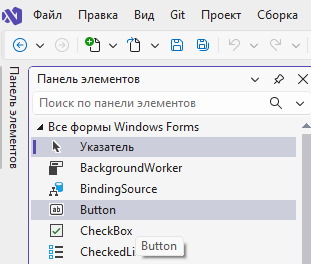 Файл Правка Вид Git Проект Сборка
Панель элементов
Панель элементов
Поиск по панели элементов
Все формы Windows Forms
Указатель
BackgroundWorker
BindingSource
Button
CheckBox
Button
CheckedLi